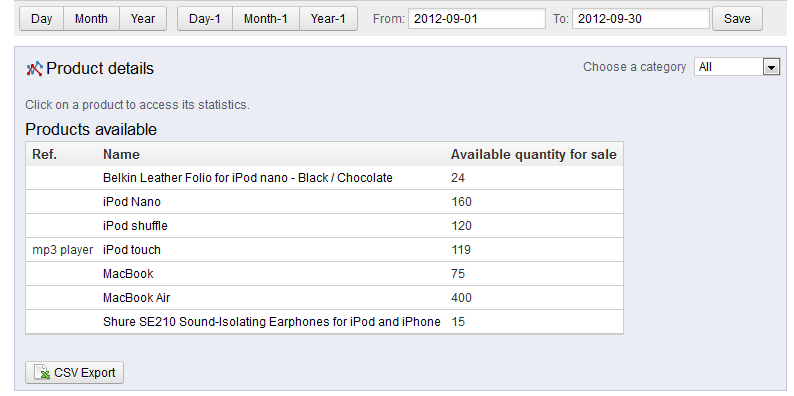 Day Month Year Day-1 Month-1 Year-1 From: 2012-09-01 To: 2012-09-30 Save
Product details Choose a category All
Click on a product to access its statistics.
Products available
Ref. Name Available quantity for sale
Belkin Leather Folio for iPod nano - Black / Chocolate 24
iPod Nano 160
iPod shuffle 120
mp3 player iPod touch 119
MacBook 75
MacBook Air 400
Shure SE210 Sound-Isolating Earphones for iPod and iPhone 15
CSV Export